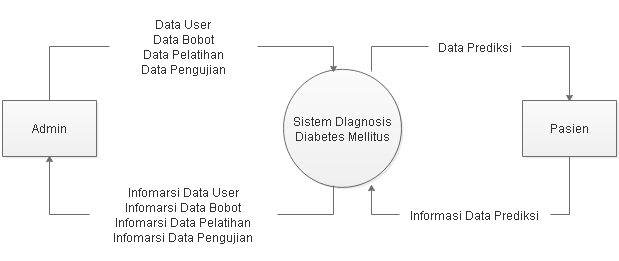 Data User
Data Bobot
Data Pelatihan
Data Pengujian
Data Prediksi
Admin
Sistem DIagnosis
Diabetes Mellitus
Pasien
Infomarsi Data User
Infomarsi Data Bobot
Infomarsi Data Pelatihan
Infomarsi Data Pengujian
Informasi Data Prediksi